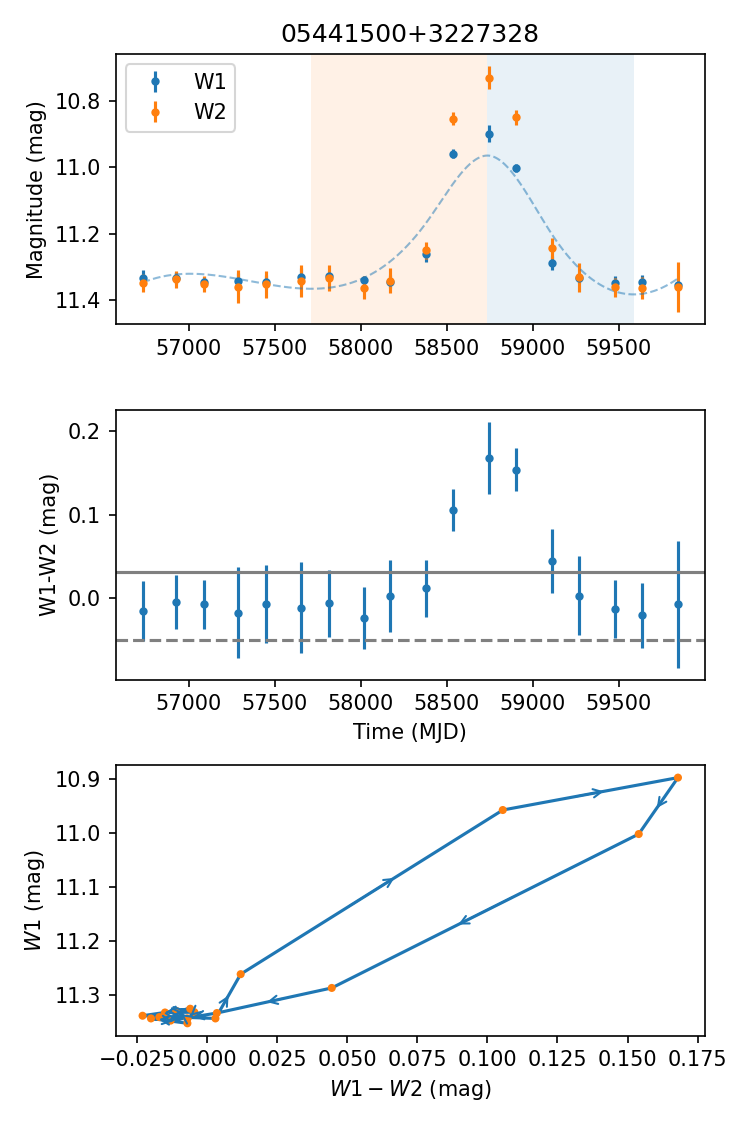 05441500+3227328
W1
W2
Magnitude (mag)
10.8
11.0
11.2
11.4
57000 57500 58000 58500 59000 59500
W1-W2 (mag)
0.2
0.1
0.0
57000 57500 58000 58500 59000 59500
Time (MJD)
W1 (mag)
10.9
11.0
11.1
11.2
11.3
−0.025 0.000 0.025 0.050 0.075 0.100 0.125 0.150 0.175
W1 − W2 (mag)